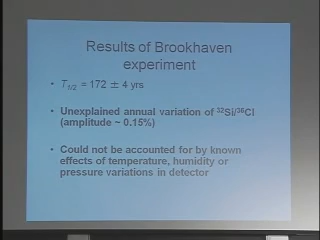 Results of Brookhaven
experiment
• T1/2 = 172 ± 4 yrs
• Unexplained annual variation of ³²Si/³⁶Cl
(amplitude ~ 0.15%)
• Could not be accounted for by known
effects of temperature, humidity or
pressure variations in detector